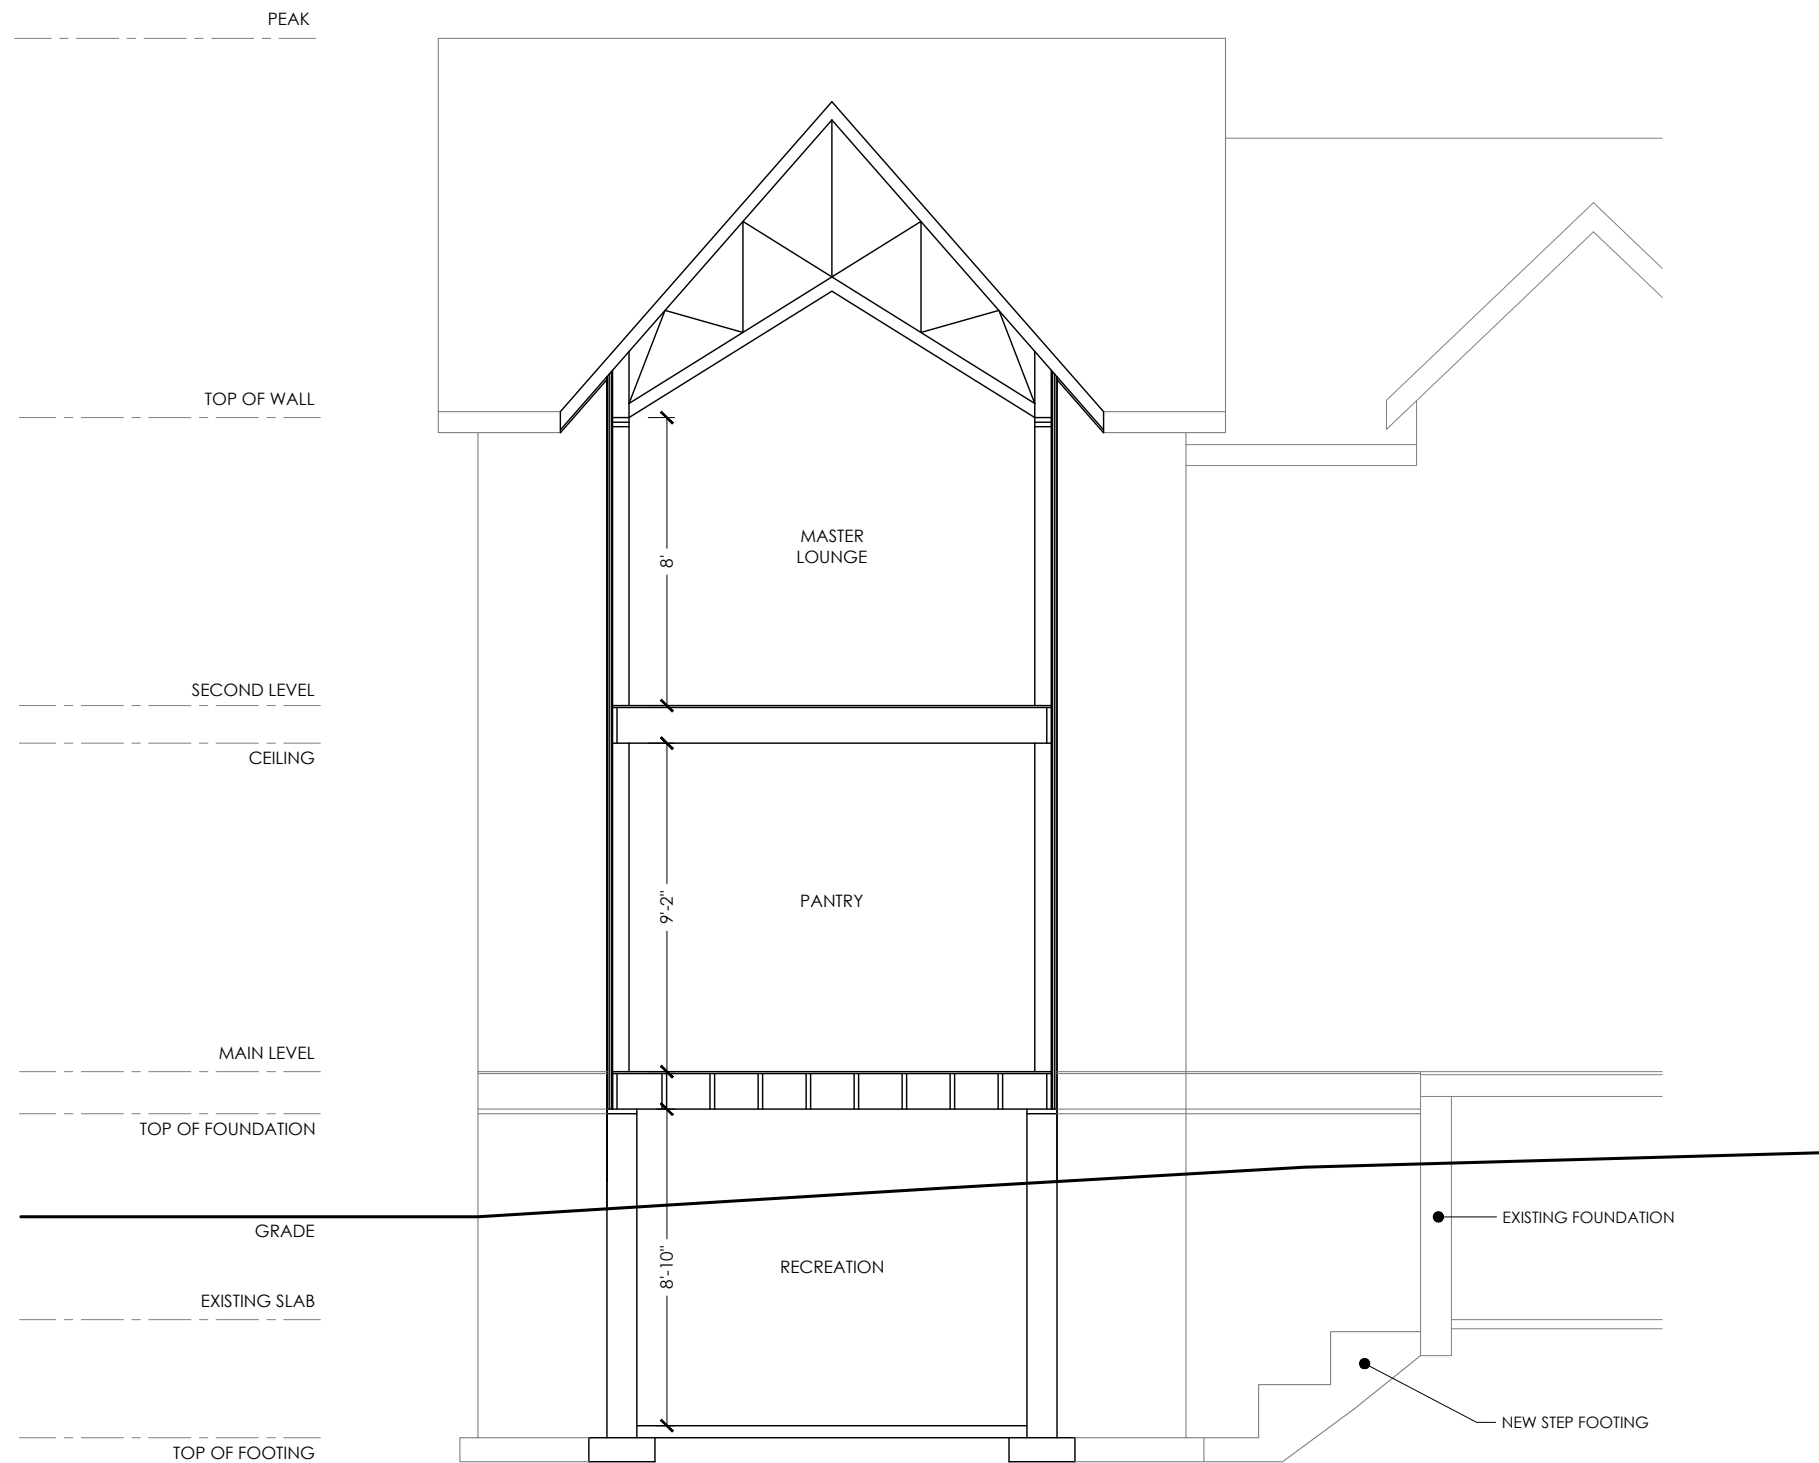 PEAK
TOP OF WALL
MASTER
LOUNGE
8'
SECOND LEVEL
CEILING
PANTRY
9'-2"
MAIN LEVEL
TOP OF FOUNDATION
GRADE
EXISTING FOUNDATION
RECREATION
8'-10"
EXISTING SLAB
NEW STEP FOOTING
TOP OF FOOTING